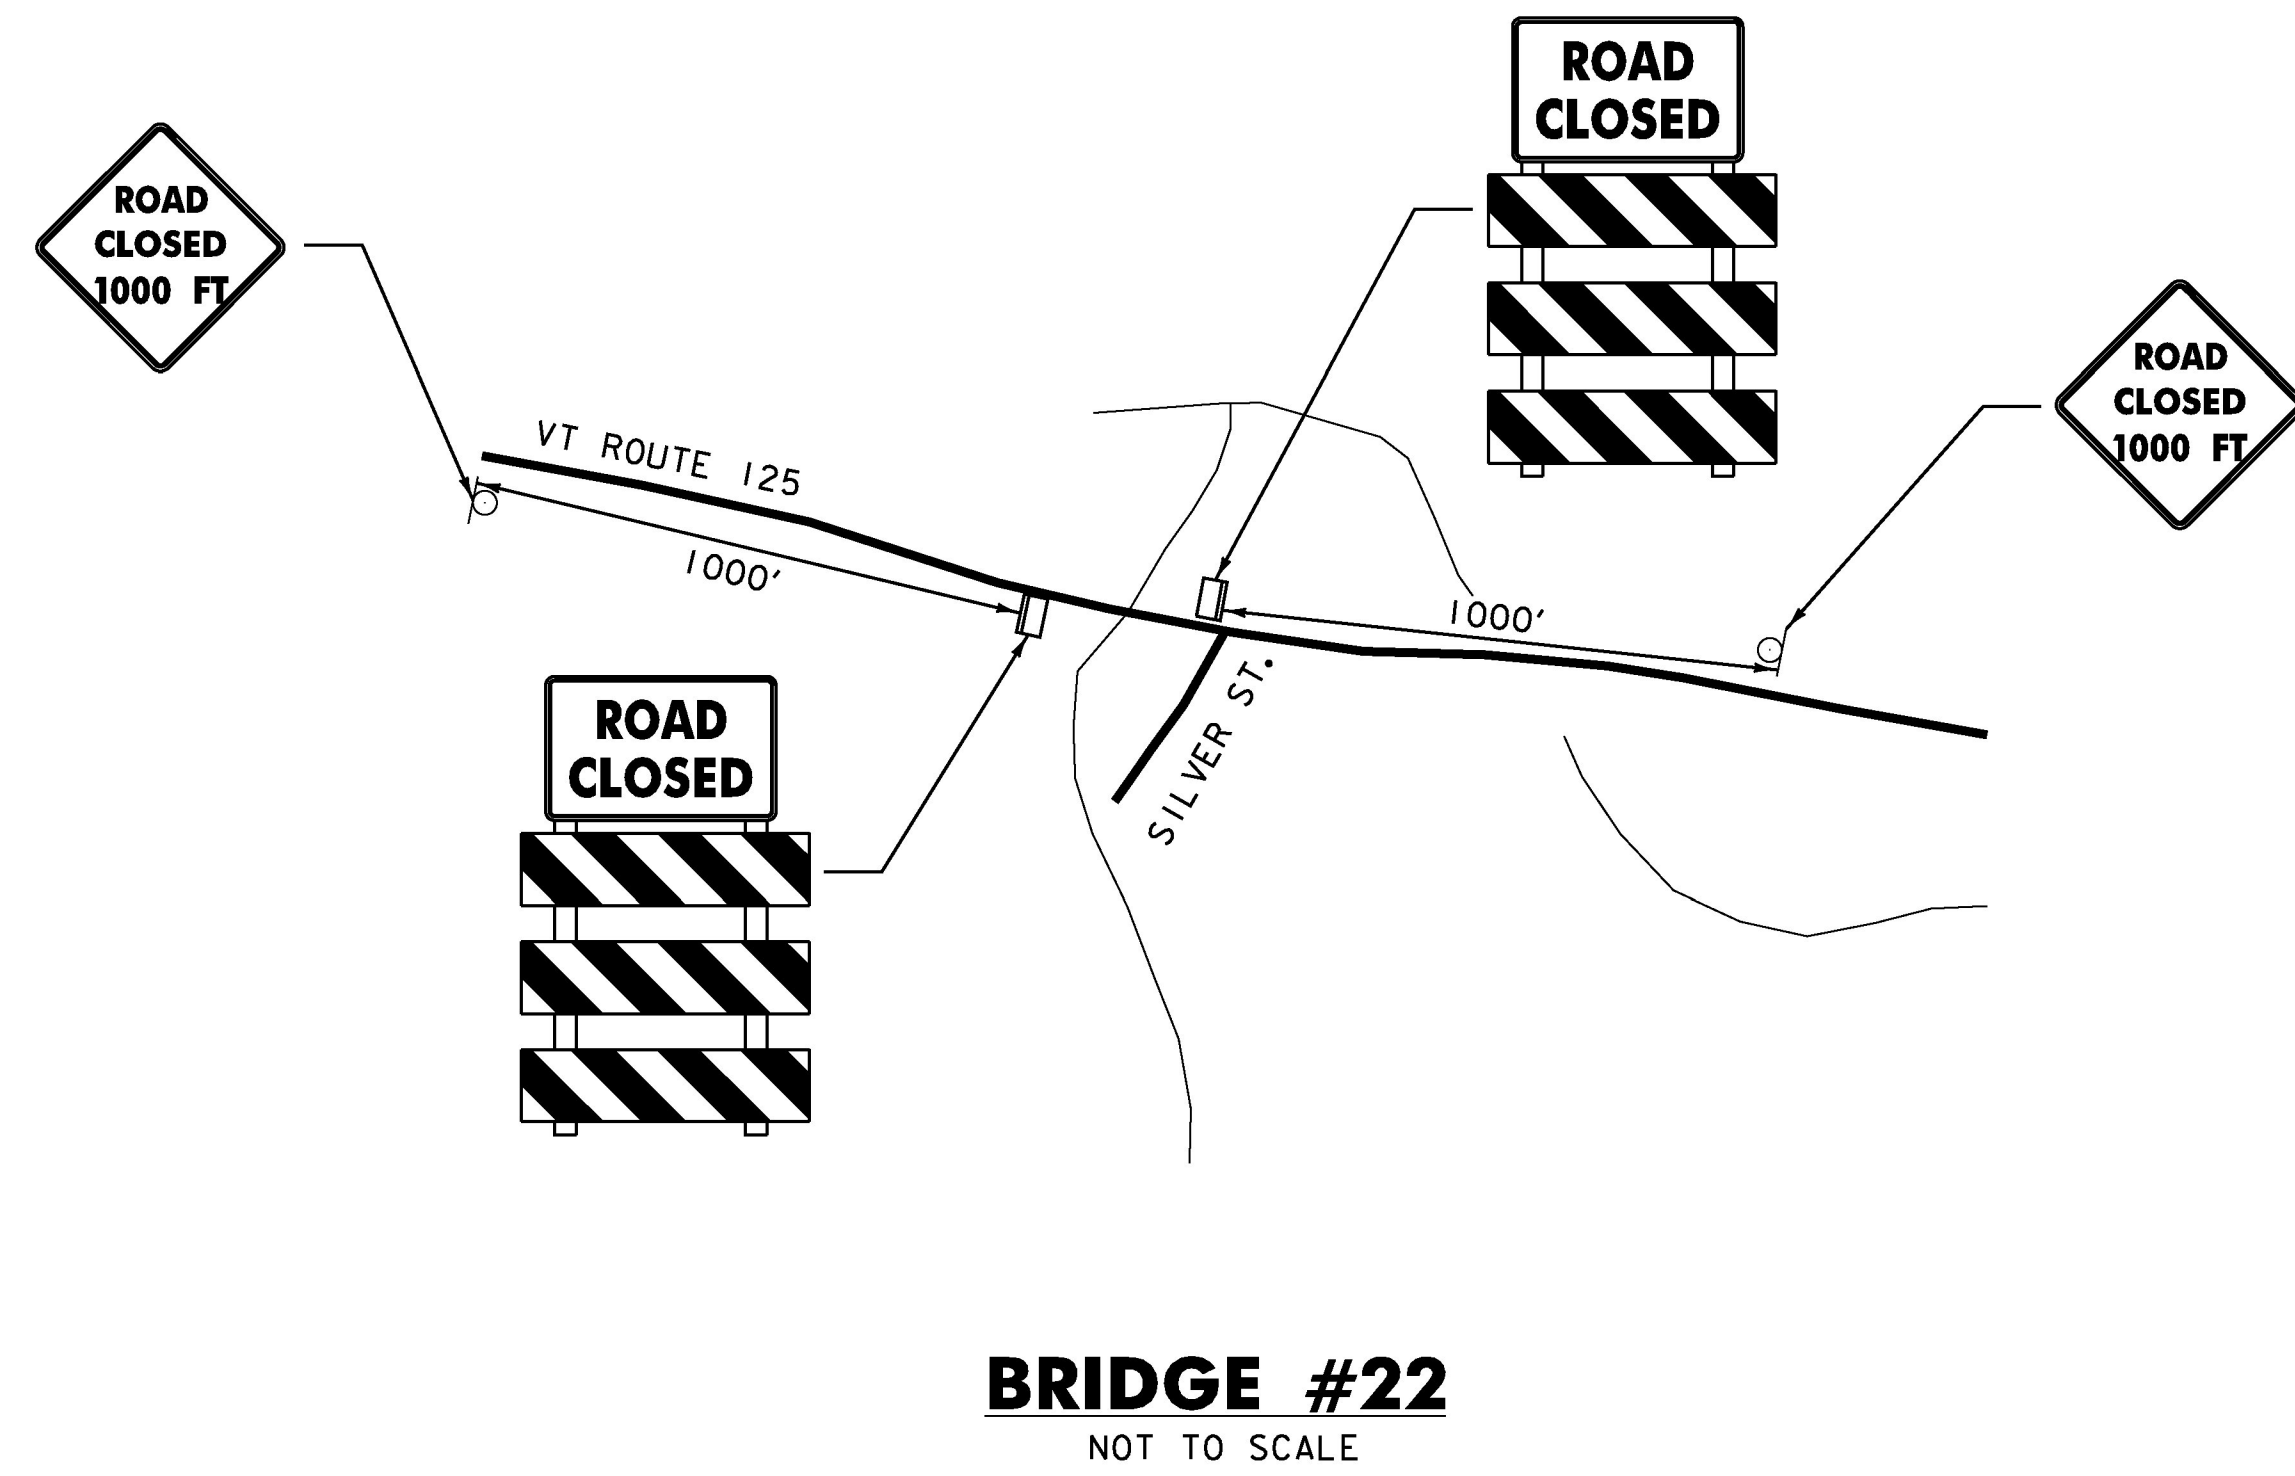 ROAD
CLOSED
ROAD
CLOSED
1000 FT
ROAD
CLOSED
1000 FT
VT ROUTE 125
1000'
1000'
SILVER ST.
ROAD
CLOSED
BRIDGE #22
NOT TO SCALE